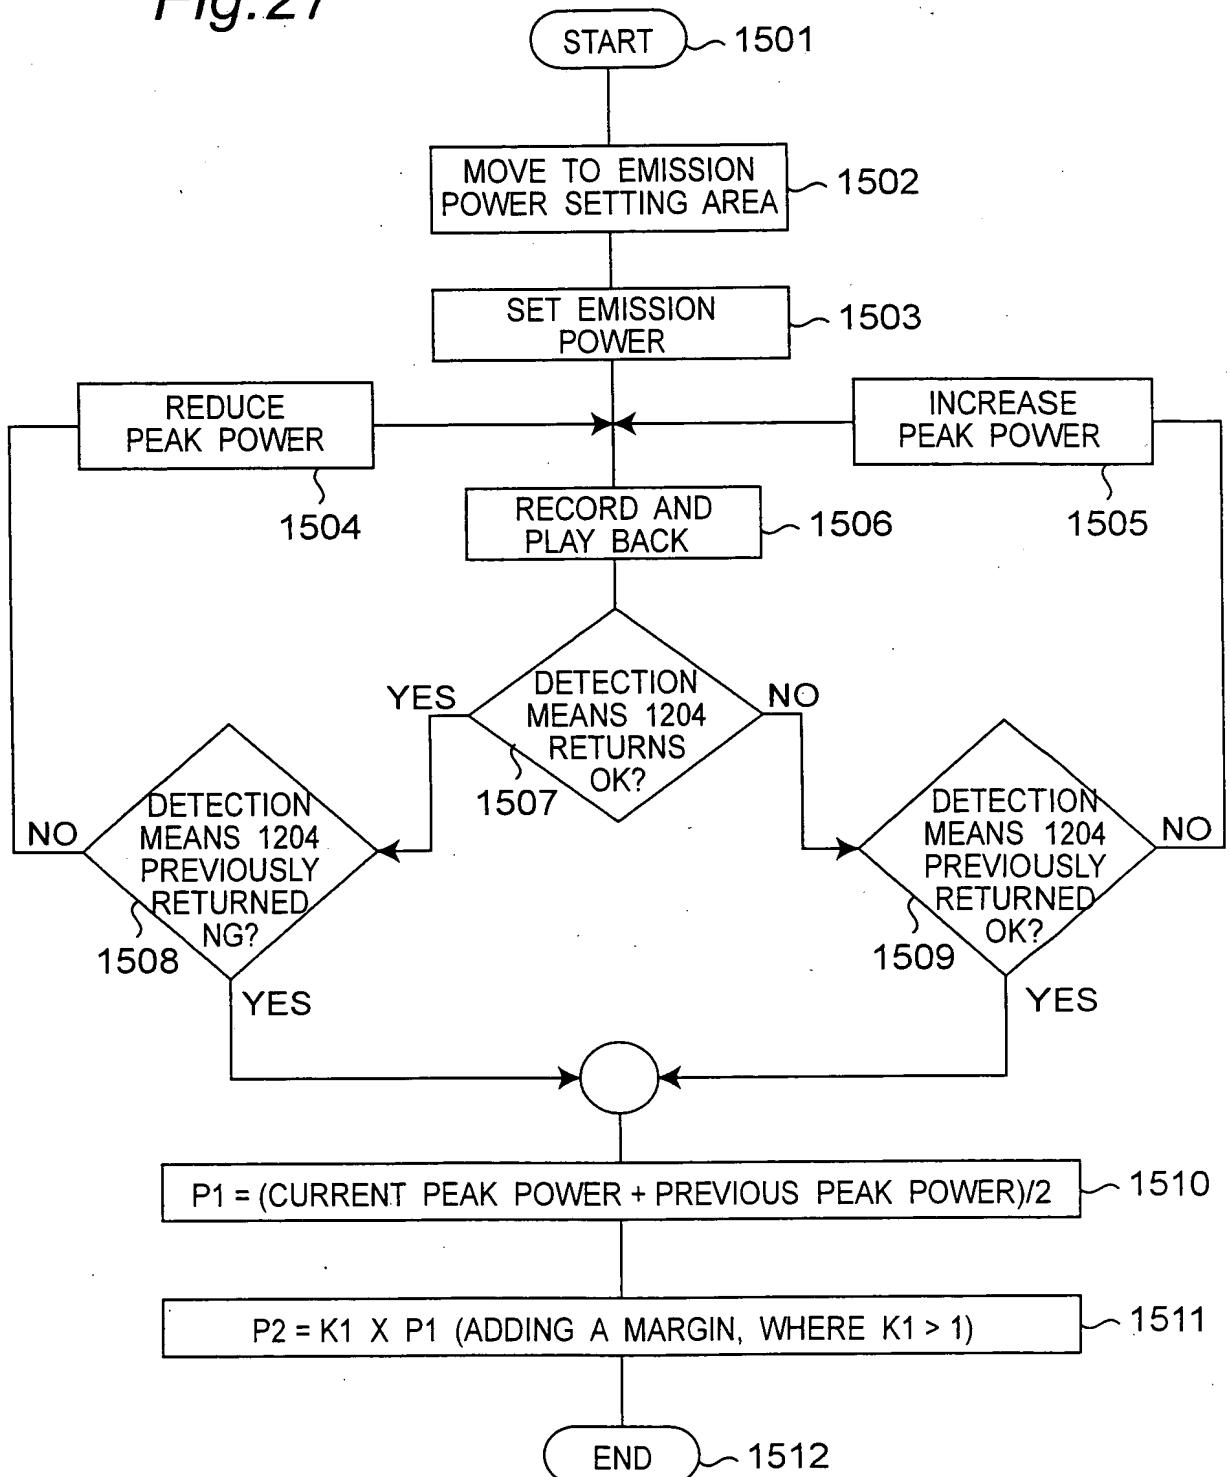 Fig.27
START
1501
MOVE TO EMISSION
POWER SETTING AREA
1502
SET EMISSION
POWER
1503
REDUCE
PEAK POWER
1504
INCREASE
PEAK POWER
1505
RECORD AND
PLAY BACK
1506
YES
DETECTION
MEANS 1204
RETURNS
OK?
NO
1507
NO
DETECTION
MEANS 1204
PREVIOUSLY
RETURNED
NG?
1508
YES
DETECTION
MEANS 1204
PREVIOUSLY
RETURNED
OK?
NO
1509
YES
P1 = (CURRENT PEAK POWER + PREVIOUS PEAK POWER)/2
1510
P2 = K1 X P1 (ADDING A MARGIN, WHERE K1 > 1)
1511
END
1512